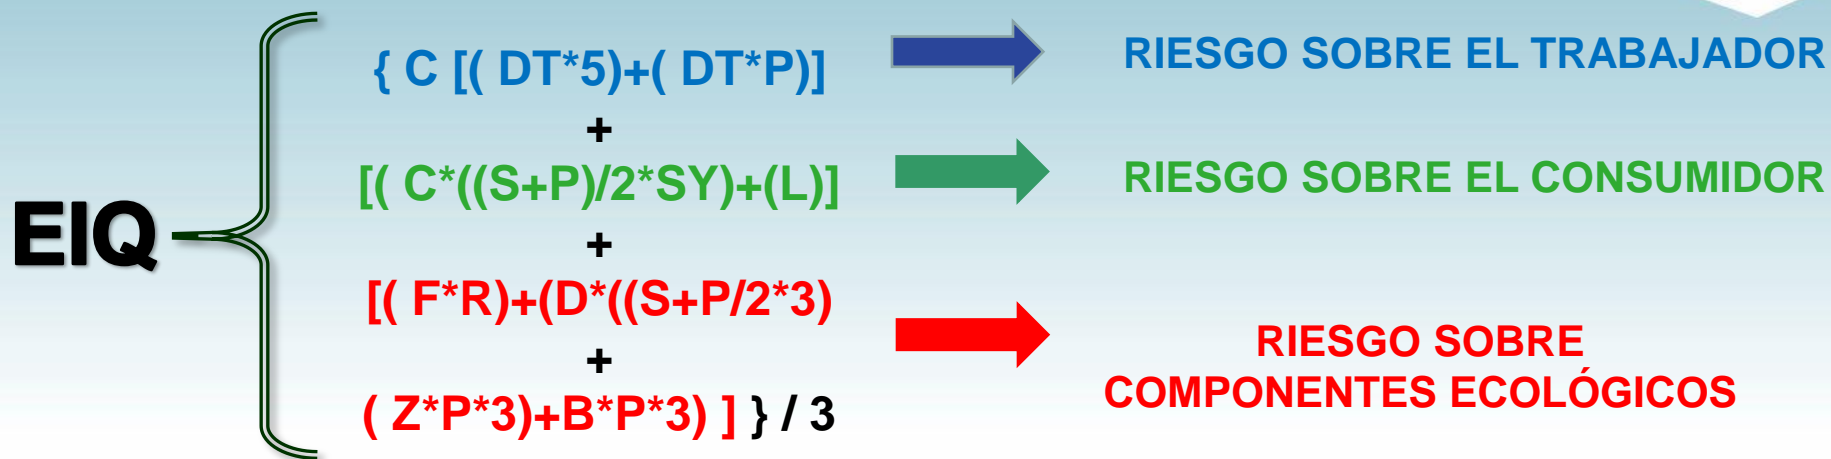 { C [( DT*5)+( DT*P)]
RIESGO SOBRE EL TRABAJADOR
+
[( C*((S+P)/2*SY)+(L)]
RIESGO SOBRE EL CONSUMIDOR
EIQ
+
[( F*R)+(D*((S+P/2*3)
RIESGO SOBRE
COMPONENTES ECOLÓGICOS
+
( Z*P*3)+B*P*3) ] } / 3